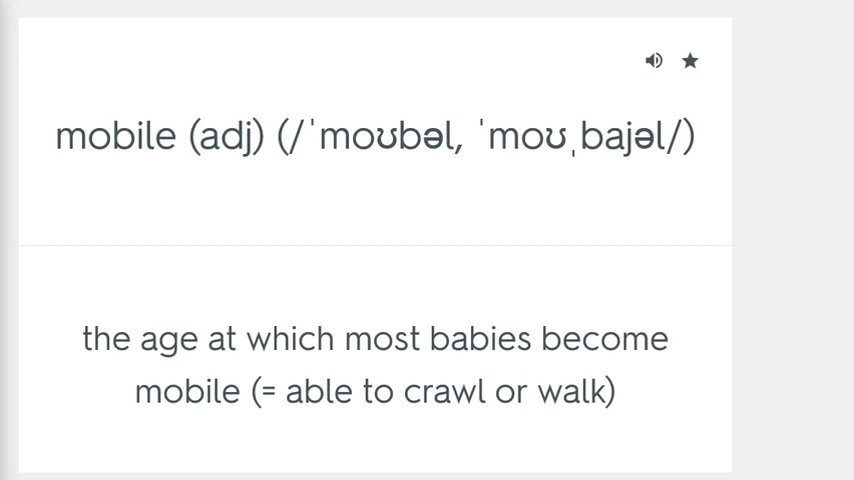 mobile (adj) (/ˈmoʊbəl, ˈmoʊˌbajəl/)
the age at which most babies become
mobile (= able to crawl or walk)